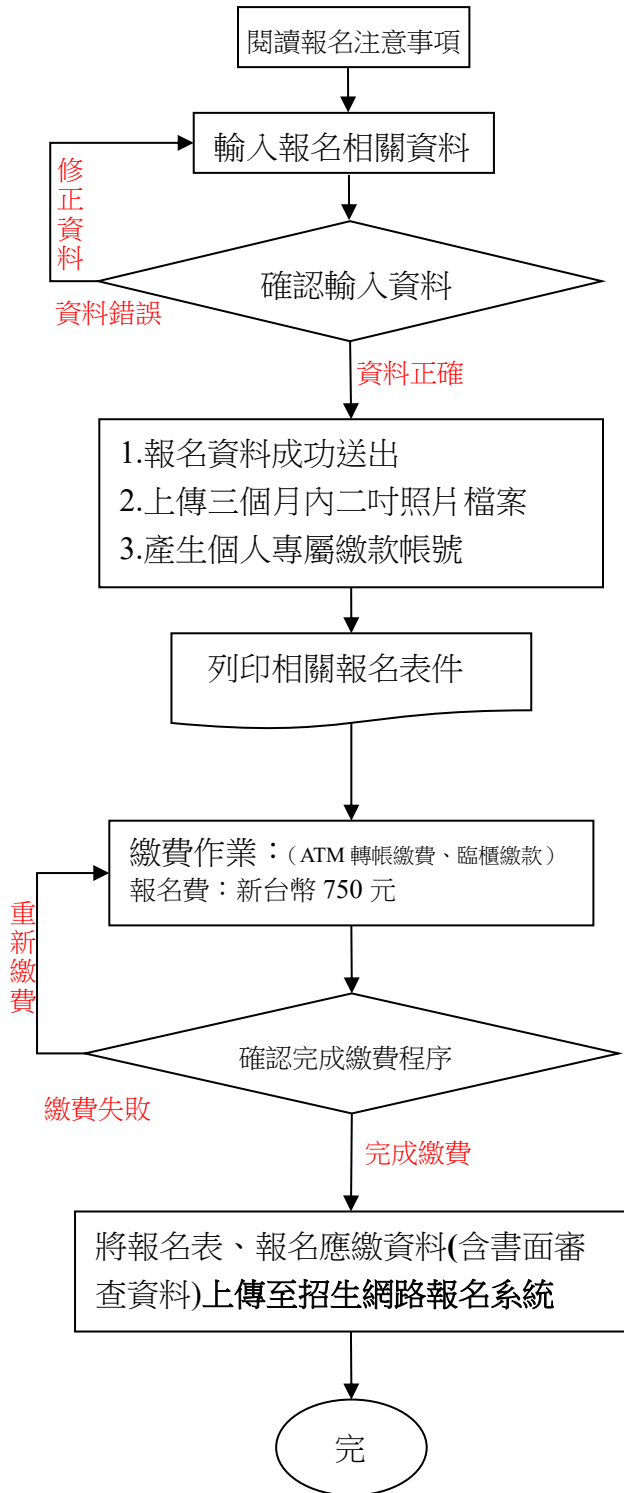 閱讀報名注意事項
輸入報名相關資料
修正資料
確認輸入資料
資料錯誤
資料正確
1.報名資料成功送出
2.上傳三個月內二吋照片檔案
3.產生個人專屬繳款帳號
列印相關報名表件
繳費作業：（ATM 轉帳繳費、臨櫃繳款）
報名費：新台幣 750 元
重新繳費
確認完成繳費程序
繳費失敗
完成繳費
將報名表、報名應繳資料(含書面審
查資料)上傳至招生網路報名系統
完